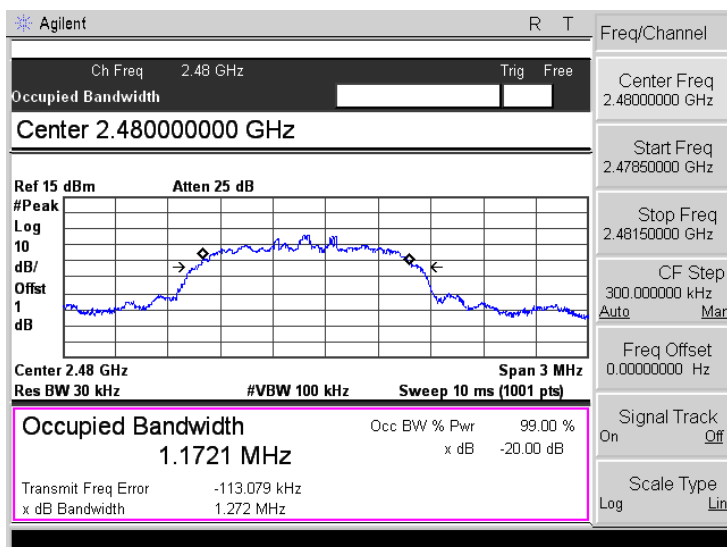 Agilent R T
Ch Freq 2.48 GHz Trig Free
Occupied Bandwidth
Center 2.480000000 GHz
Ref 15 dBm Atten 25 dB
#Peak
Log
10
dB/
Offst
1
dB
Center 2.48 GHz Span 3 MHz
Res BW 30 kHz #VBW 100 kHz Sweep 10 ms (1001 pts)
Occupied Bandwidth Occ BW % Pwr 99.00 %
1.1721 MHz x dB -20.00 dB
Transmit Freq Error -113.079 kHz
x dB Bandwidth 1.272 MHz
Freq/Channel
Center Freq
2.48000000 GHz
Start Freq
2.47850000 GHz
Stop Freq
2.48150000 GHz
CF Step
300.000000 kHz
Auto Man
Freq Offset
0.00000000 Hz
Signal Track
On Off
Scale Type
Log Lin